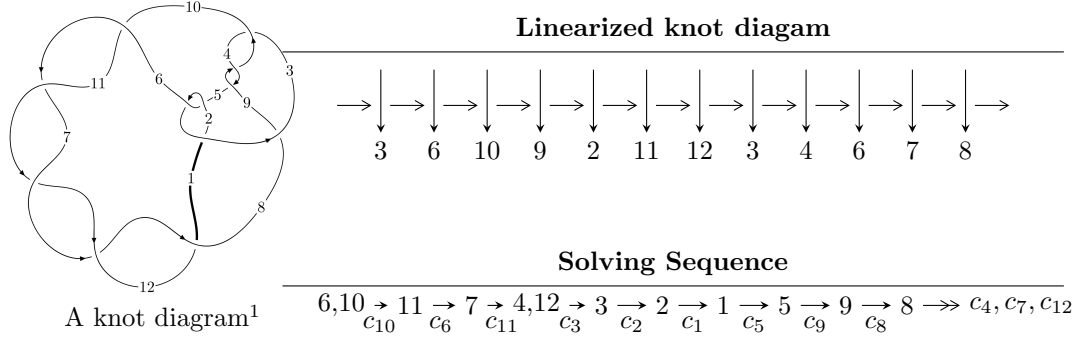 10
11
6
4
3
5
9
2
7
1
8
12
A knot diagram¹
Linearized knot diagam
3 6 10 9 2 11 12 3 4 6 7 8
Solving Sequence
6,10 → 11 → 7 → 4,12 → 3 → 2 → 1 → 5 → 9 → 8 →→ c₄, c₇, c₁₂
c₁₀ c₆ c₁₁ c₃ c₂ c₁ c₅ c₉ c₈